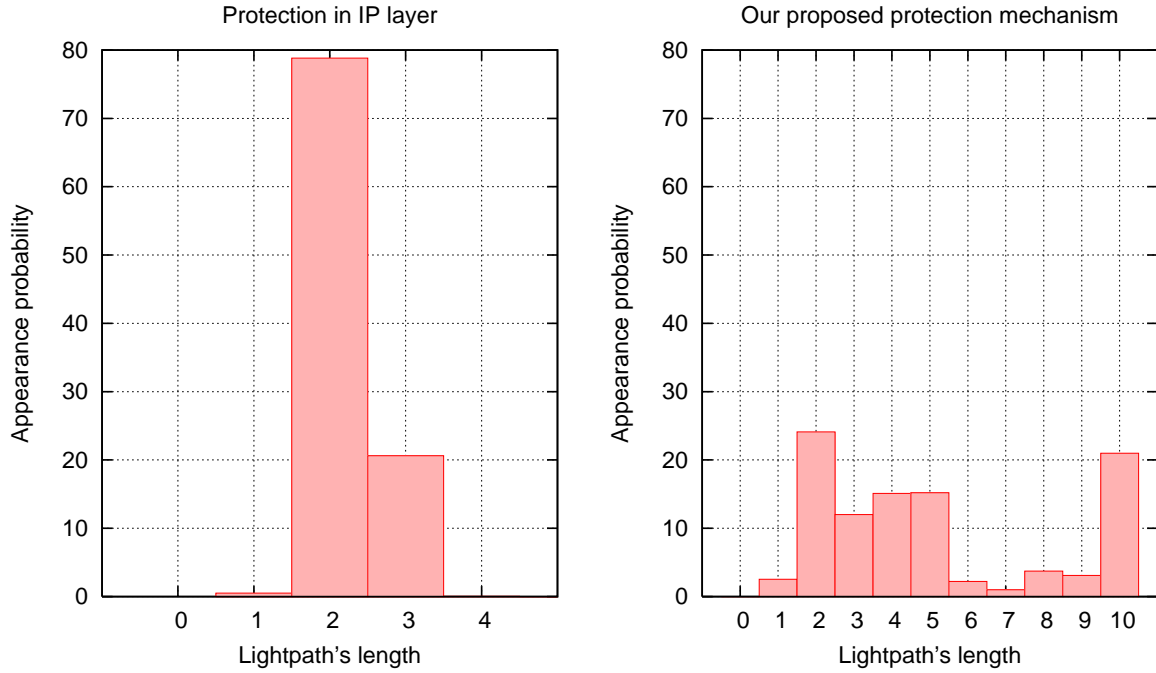 Protection in IP layer
80
70
60
50
40
30
20
10
0
0 1 2 3 4
Appearance probability
Lightpath's length
Our proposed protection mechanism
80
70
60
50
40
30
20
10
0
0 1 2 3 4 5 6 7 8 9 10
Appearance probability
Lightpath's length